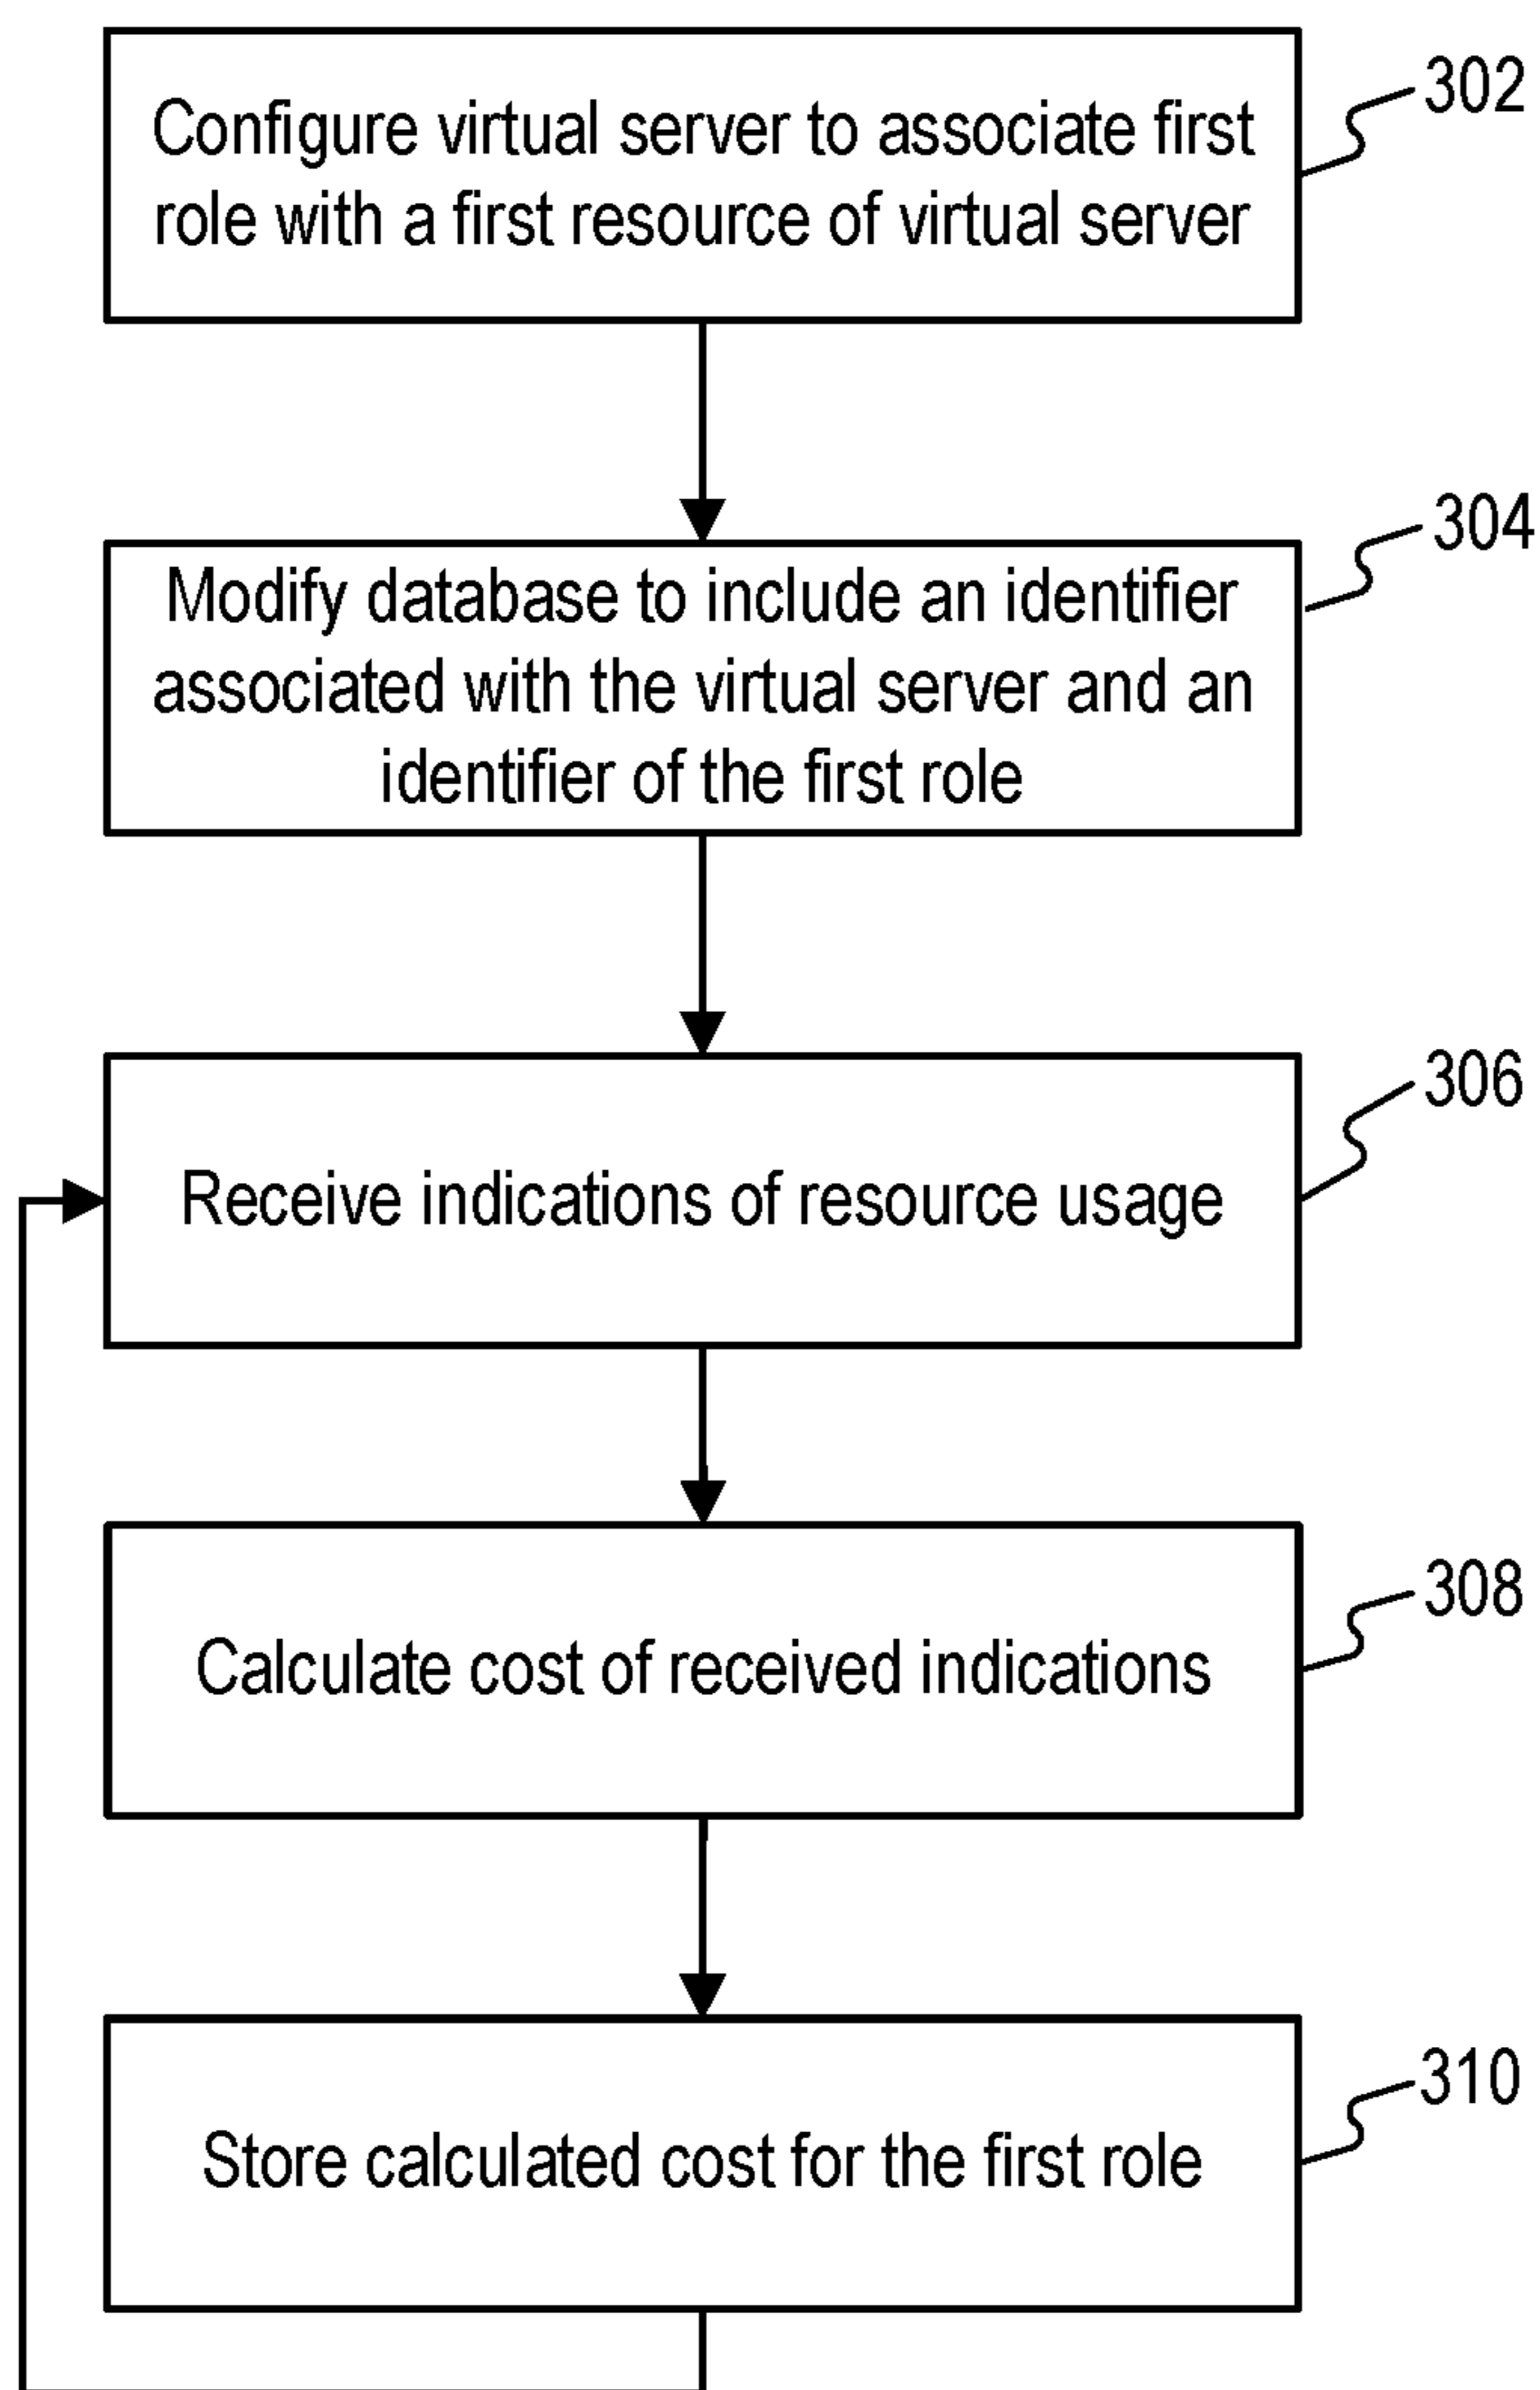 Configure virtual server to associate first
role with a first resource of virtual server
302
Modify database to include an identifier
associated with the virtual server and an
identifier of the first role
304
Receive indications of resource usage
306
Calculate cost of received indications
308
Store calculated cost for the first role
310